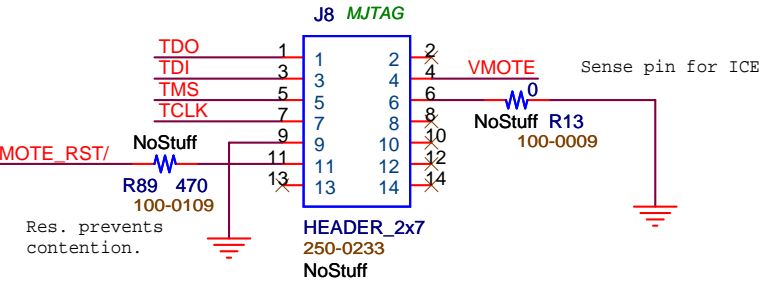 J8 MJTAG
TDO 1 1 2 2
TDI 3 3 4 4 VMOTE Sense pin for ICE
TMS 5 5 6 6 0
TCLK 7 7 8 8 NoStuff R13
NoStuff 9 9 10 10 100-0009
MOTE_RST/ 11 11 12 12
R89 470 13 13 14 14
100-0109
Res. prevents
contention.
HEADER_2x7
250-0233
NoStuff